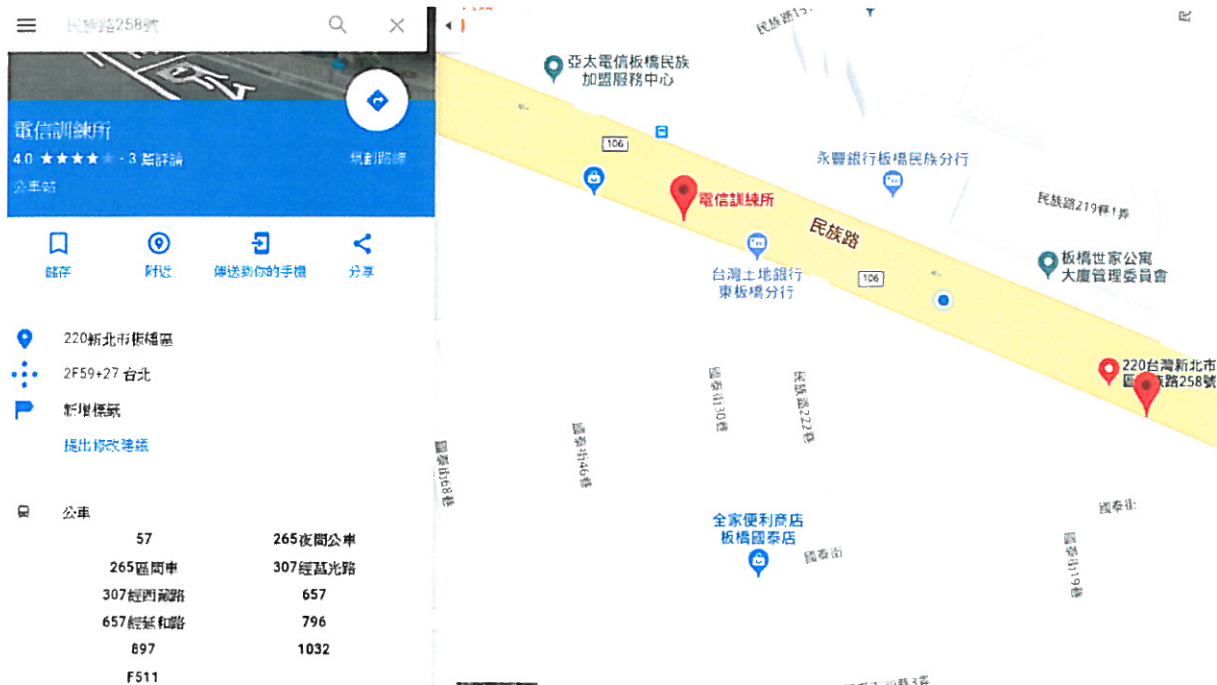 民族路258號
電信訓練所
4.0 ★★★★★ - 3 篇評論
規劃路線
公車站
儲存
附近
傳送到你的手機
分享
220新北市板橋區
2F59+27 台北
新增標籤
提出修改建議
公車
57
265夜間公車
265區間車
307經莒光路
307經西藏路
657
657經延和路
796
897
1032
F511
亞太電信板橋民族
加盟服務中心
106
永豐銀行板橋民族分行
電信訓練所
民族路
民族路219巷1弄
台灣土地銀行
東板橋分行
106
板橋世家公寓
大廈管理委員會
220台灣新北市
路258號
國泰街30巷
民族路222巷
國泰街46巷
國泰街68巷
國泰街
全家便利商店
板橋國泰店
國泰街
國泰街19巷